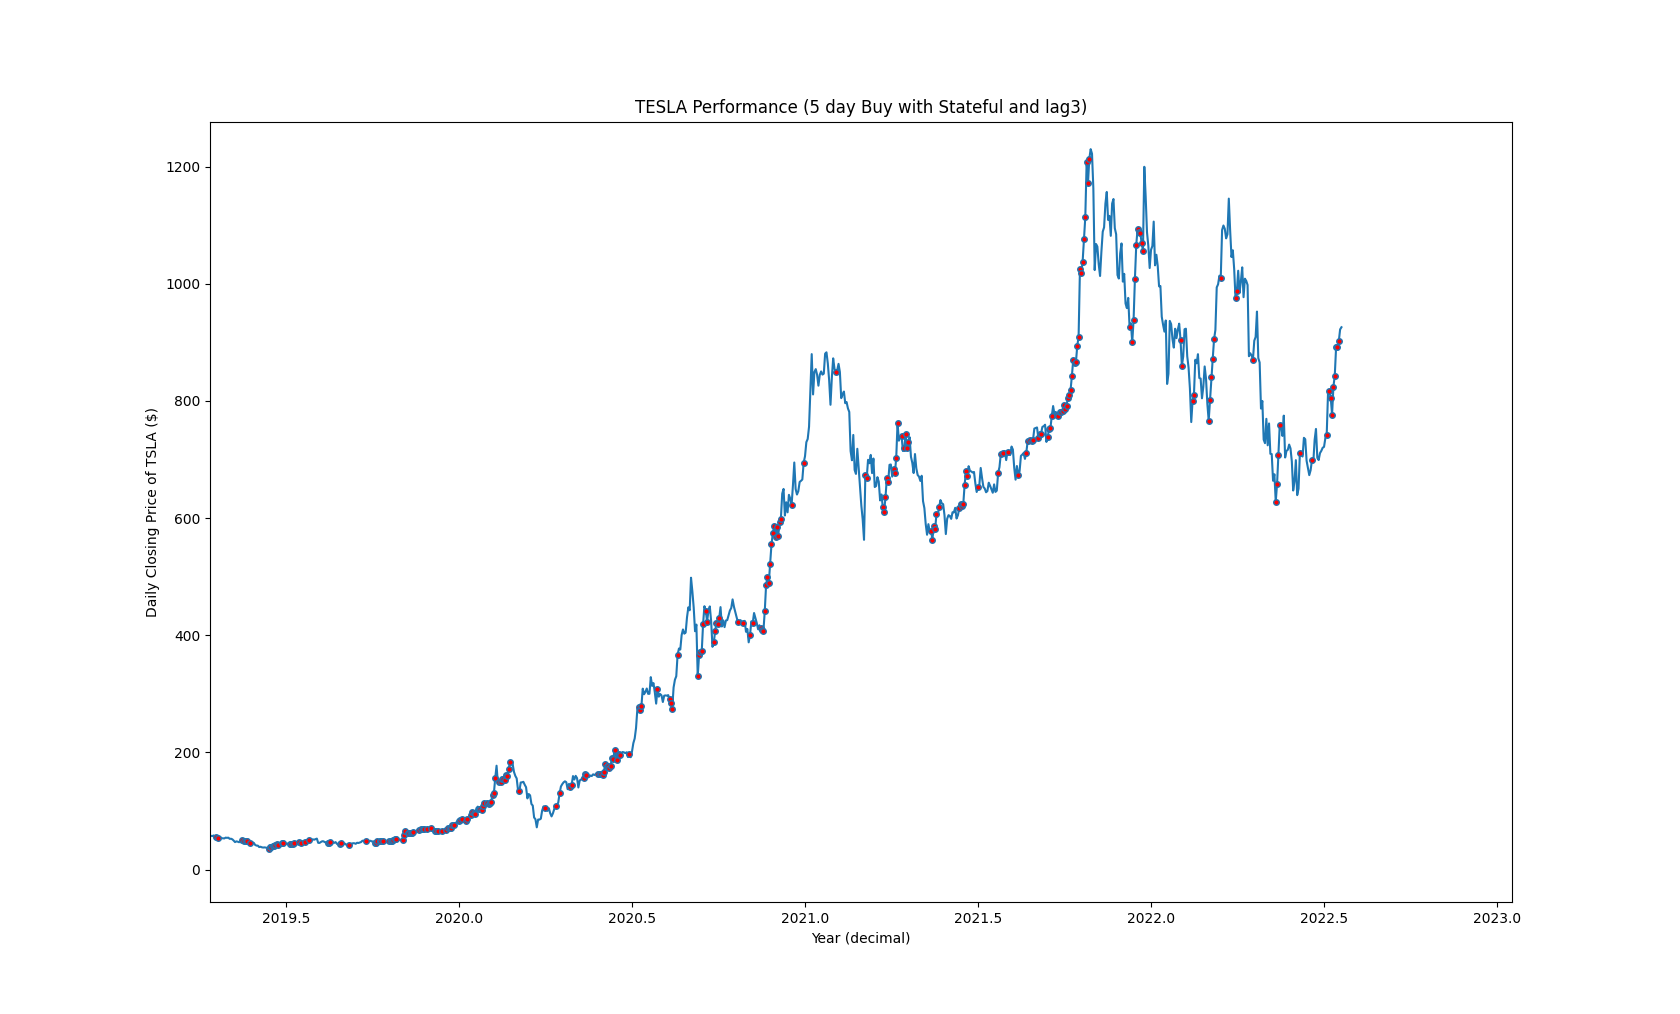 TESLA Performance (5 day Buy with Stateful and lag3)
Daily Closing Price of TSLA ($)
1200
1000
800
600
400
200
0
2019.5 2020.0 2020.5 2021.0 2021.5 2022.0 2022.5 2023.0
Year (decimal)